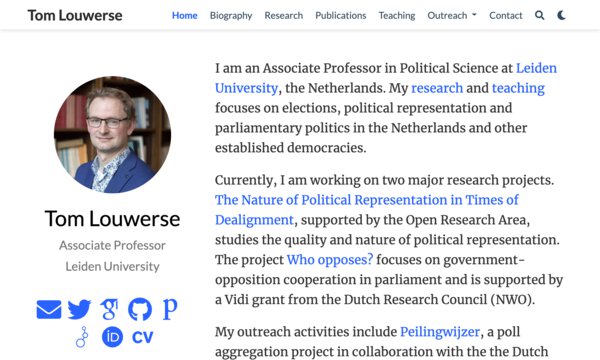 Tom Louwerse
Home Biography Research Publications Teaching Outreach Contact
I am an Associate Professor in Political Science at Leiden
University, the Netherlands. My research and teaching
focuses on elections, political representation and
parliamentary politics in the Netherlands and other
established democracies.
Currently, I am working on two major research projects.
The Nature of Political Representation in Times of
Dealignment, supported by the Open Research Area,
studies the quality and nature of political representation.
The project Who opposes? focuses on government-
opposition cooperation in parliament and is supported by
a Vidi grant from the Dutch Research Council (NWO).
My outreach activities include Peilingwijzer, a poll
aggregation project in collaboration with the the Dutch
Tom Louwerse
Associate Professor
Leiden University
iD CV